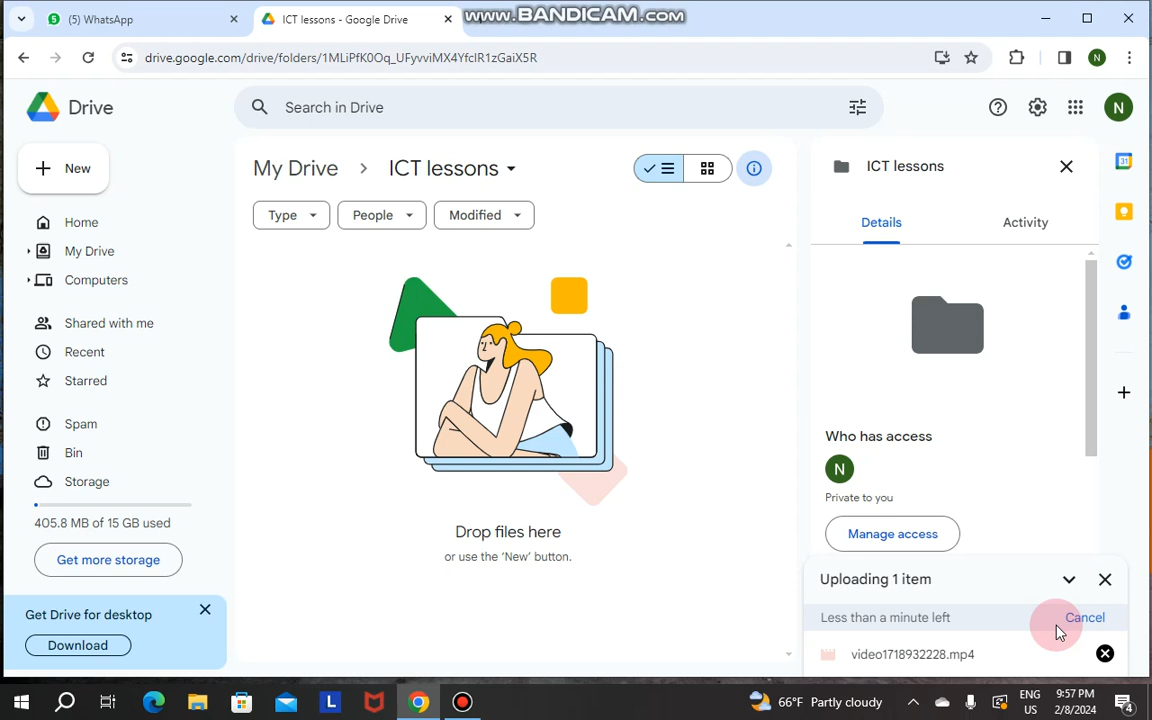 (5) WhatsApp
ICT lessons - Google Drive
www.BANDICAM.com
drive.google.com/drive/folders/1MLiPfK0Oq_UFyvviMX4YfclR1zGaiX5R
N
Drive
Search in Drive
N
New
My Drive
ICT lessons
ICT lessons
Details
Activity
Type
People
Modified
Home
My Drive
Computers
Shared with me
Recent
Starred
Spam
Bin
Storage
405.8 MB of 15 GB used
Get more storage
Get Drive for desktop
Download
Drop files here
or use the ‘New’ button.
Who has access
N
Private to you
Manage access
Uploading 1 item
Less than a minute left
Cancel
video1718932228.mp4
31
L
66°F Partly cloudy
ENG
US
9:57 PM
2/8/2024
4